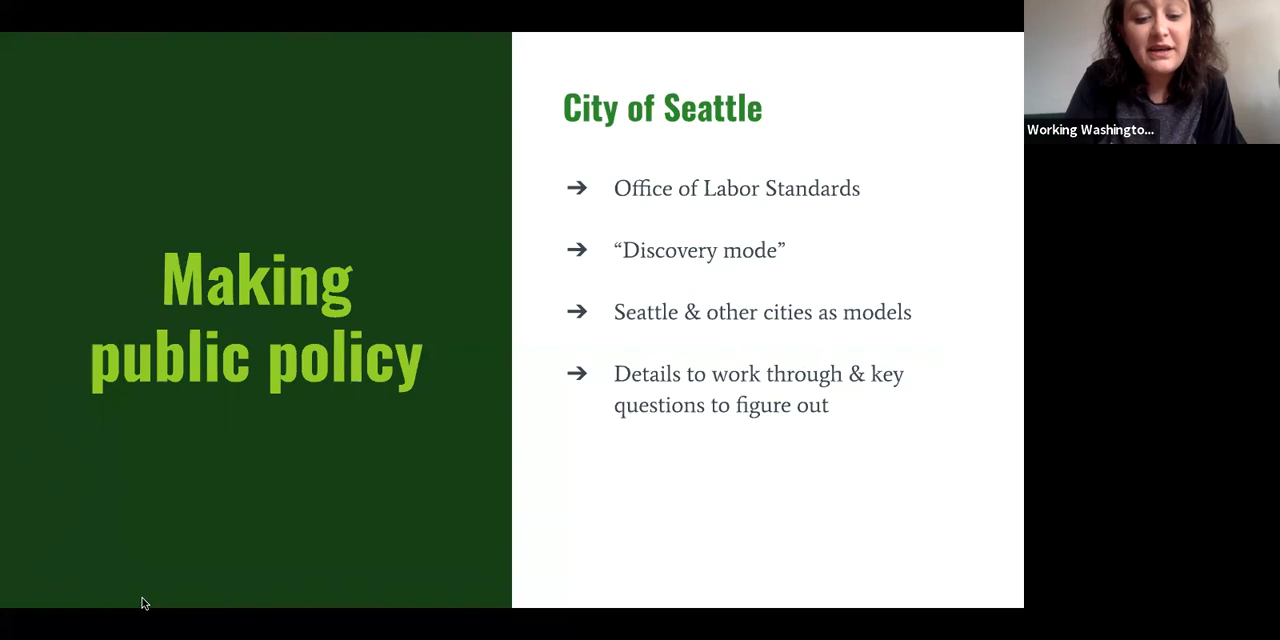 Making
public policy
City of Seattle
➔ Office of Labor Standards
➔ “Discovery mode”
➔ Seattle & other cities as models
➔ Details to work through & key
questions to figure out
Working Washingto...